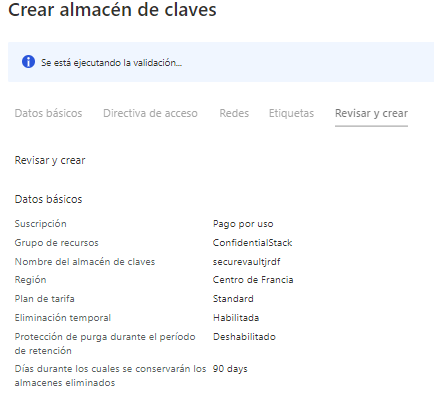 Crear almacén de claves
Se está ejecutando la validación...
Datos básicos Directiva de acceso Redes Etiquetas Revisar y crear
Revisar y crear
Datos básicos
Suscripción Pago por uso
Grupo de recursos ConfidentialStack
Nombre del almacén de claves securevaultjrdf
Región Centro de Francia
Plan de tarifa Standard
Eliminación temporal Habilitada
Protección de purga durante el período Deshabilitado
de retención
Días durante los cuales se conservarán los 90 days
almacenes eliminados